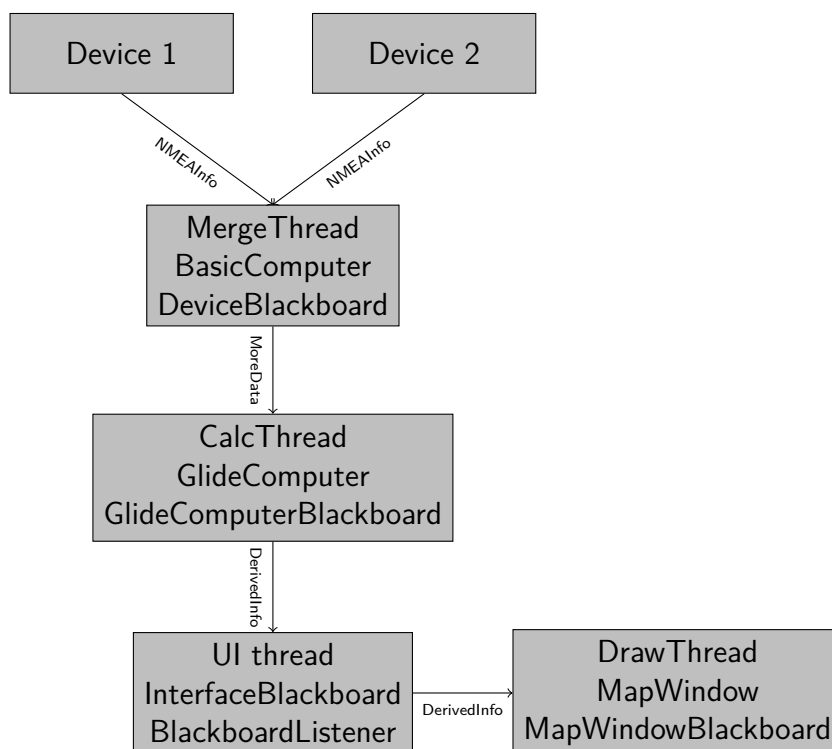 Device 1
Device 2
NMEAInfo
NMEAInfo
MergeThread
BasicComputer
DeviceBlackboard
MoreData
CalcThread
GlideComputer
GlideComputerBlackboard
DerivedInfo
UI thread
InterfaceBlackboard
BlackboardListener
DerivedInfo
DrawThread
MapWindow
MapWindowBlackboard